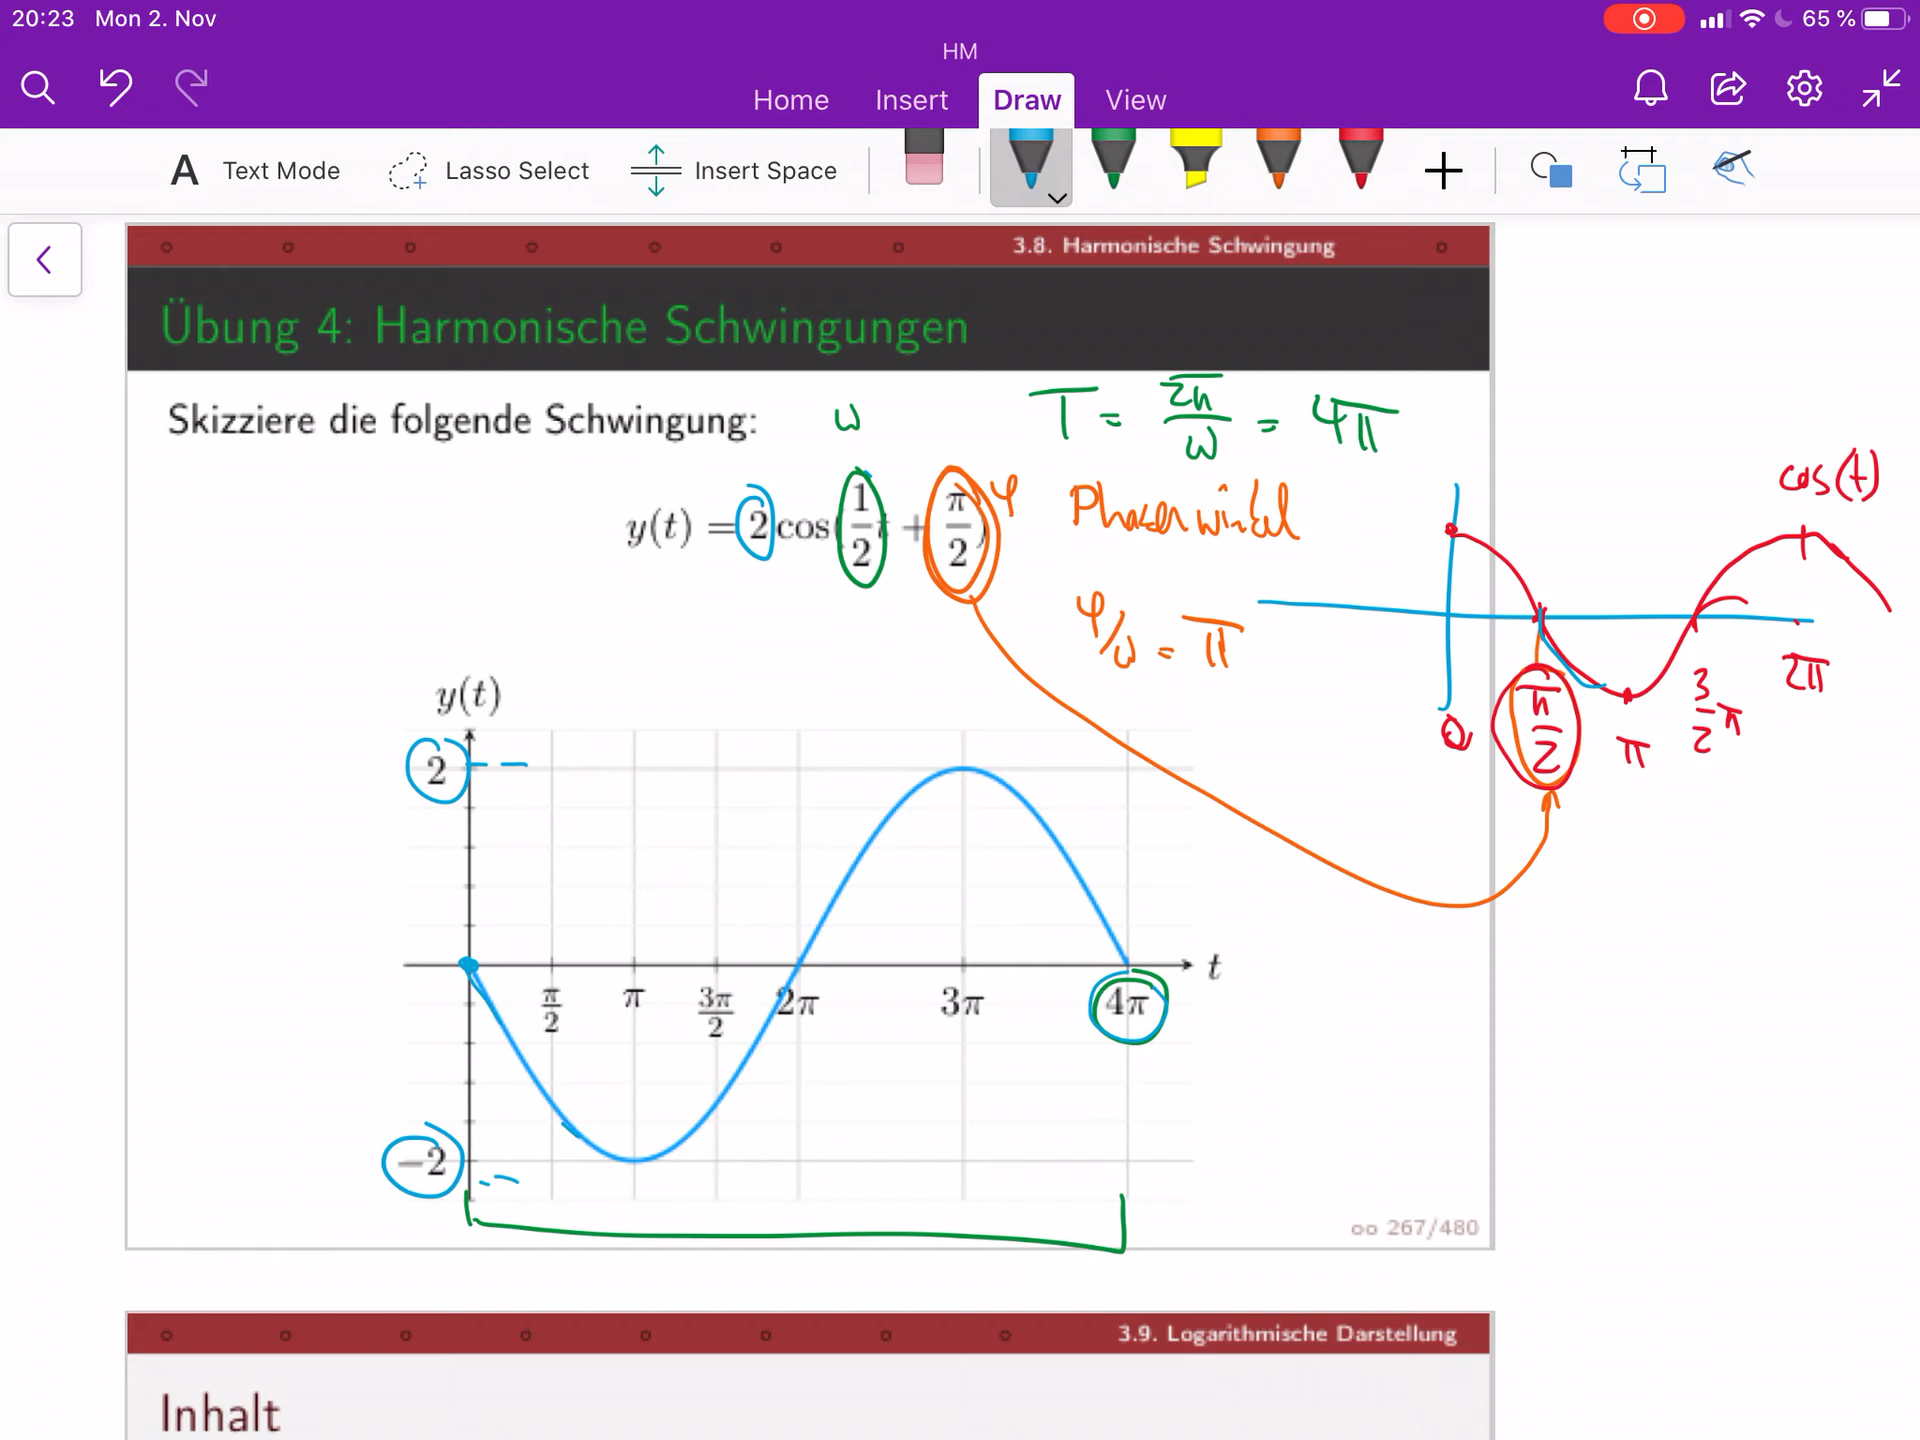 20:23 Mon 2. Nov 65 %
HM
Home Insert Draw View
A Text Mode Lasso Select Insert Space
3.8. Harmonische Schwingung
Übung 4: Harmonische Schwingungen
Skizziere die folgende Schwingung:
ω
T = 2π/ω = 4π
y(t) = 2 cos(1/2 t + π/2)
φ Phasenwinkel
φ/ω = π
cos(t)
0 π/2 π 3/2 π 2π
y(t)
2
π/2 π 3π/2 2π 3π 4π t
−2
267/480
3.9. Logarithmische Darstellung
Inhalt